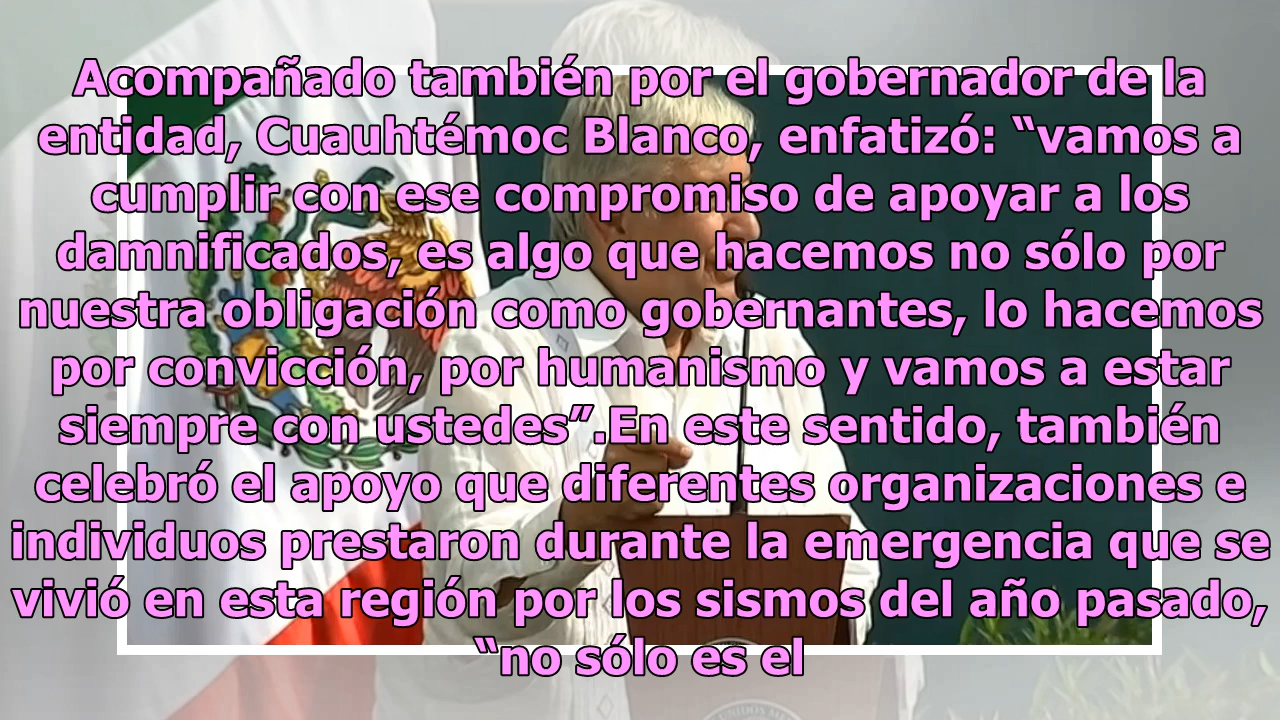 Acompañado también por el gobernador de la
entidad, Cuauhtémoc Blanco, enfatizó: “vamos a
cumplir con ese compromiso de apoyar a los
damnificados, es algo que hacemos no sólo por
nuestra obligación como gobernantes, lo hacemos
por convicción, por humanismo y vamos a estar
siempre con ustedes”.En este sentido, también
celebró el apoyo que diferentes organizaciones e
individuos prestaron durante la emergencia que se
vivió en esta región por los sismos del año pasado,
“no sólo es el